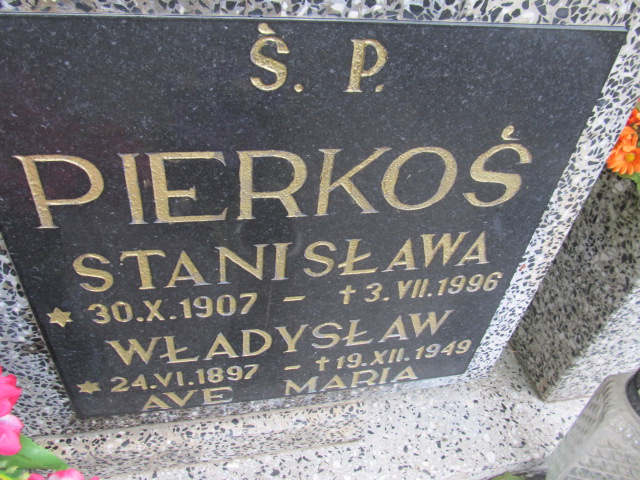 Ś. P.
PIERKOŚ
STANISŁAWA
✶ 30.X.1907 – † 3.VII.1996
WŁADYSŁAW
✶ 24.VI.1897 – † 19.XII.1949
AVE MARIA